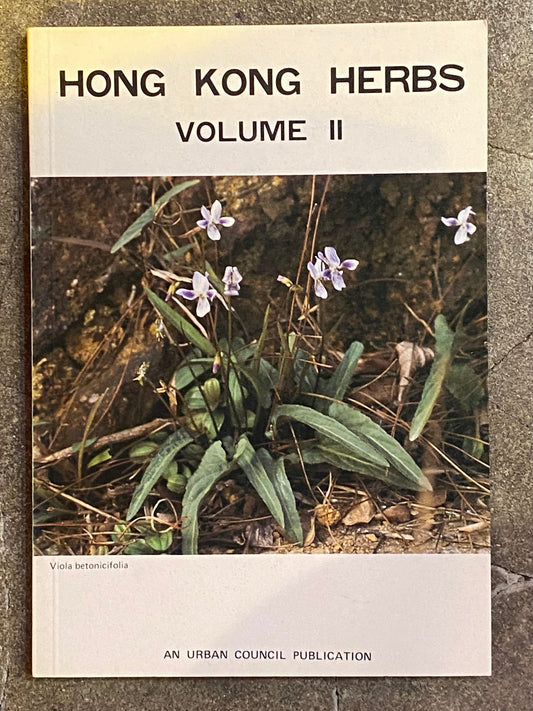 HONG KONG HERBS
VOLUME II
Viola betonicifolia
AN URBAN COUNCIL PUBLICATION